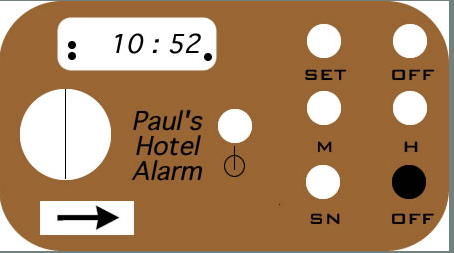 10 : 52
SET OFF
Paul's
Hotel
Alarm
M H
SN OFF